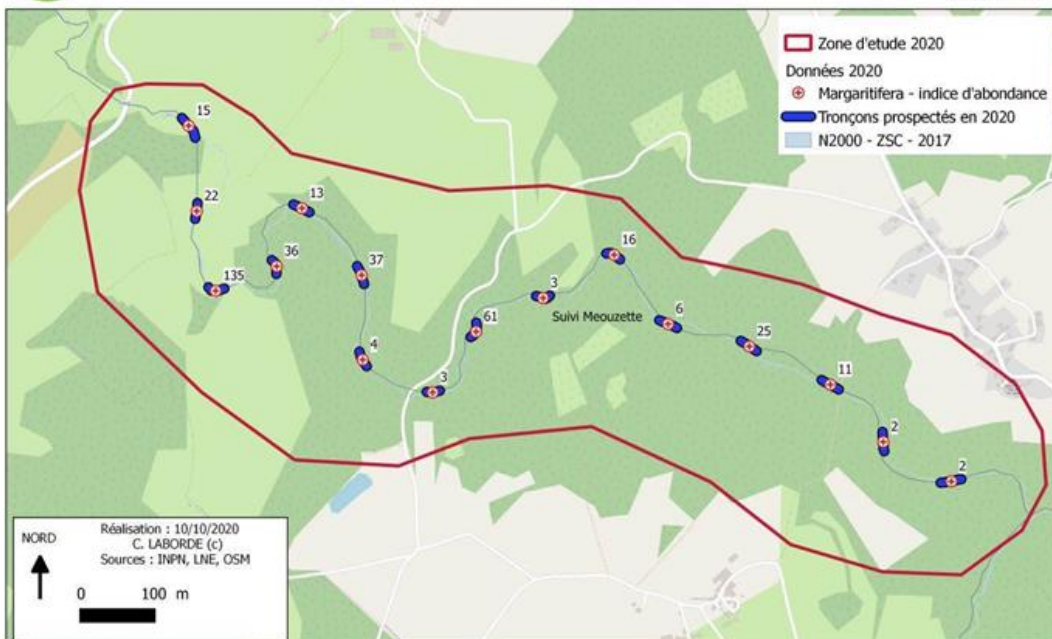 Zone d'etude 2020
Données 2020
Margaritifera - indice d'abondance
Tronçons prospectés en 2020
N2000 - ZSC - 2017
15
22
13
36
135
37
4
3
61
3
16
Suivi Meouzette
6
25
11
2
2
NORD
Réalisation : 10/10/2020
C. LABORDE (c)
Sources : INPN, LNE, OSM
0 100 m